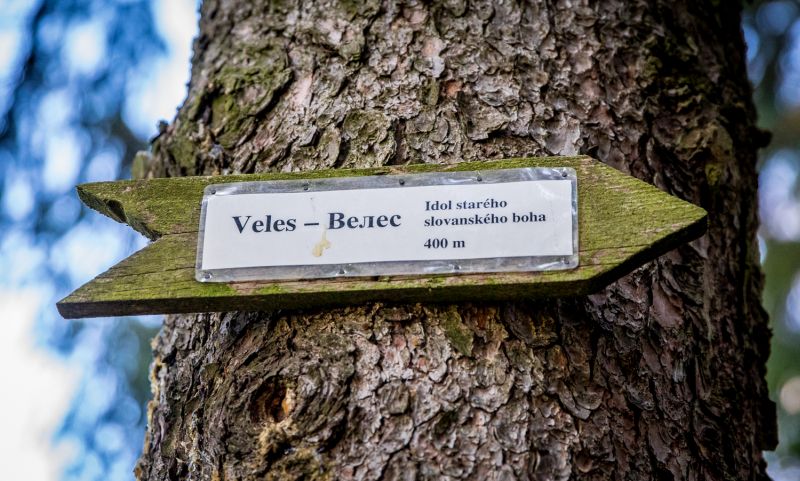 Veles – Велес
Idol starého
slovanského boha
400 m